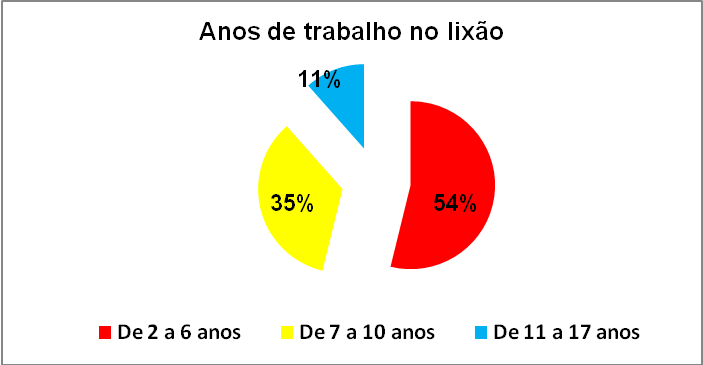 Anos de trabalho no lixão
11%
35%
54%
De 2 a 6 anos
De 7 a 10 anos
De 11 a 17 anos